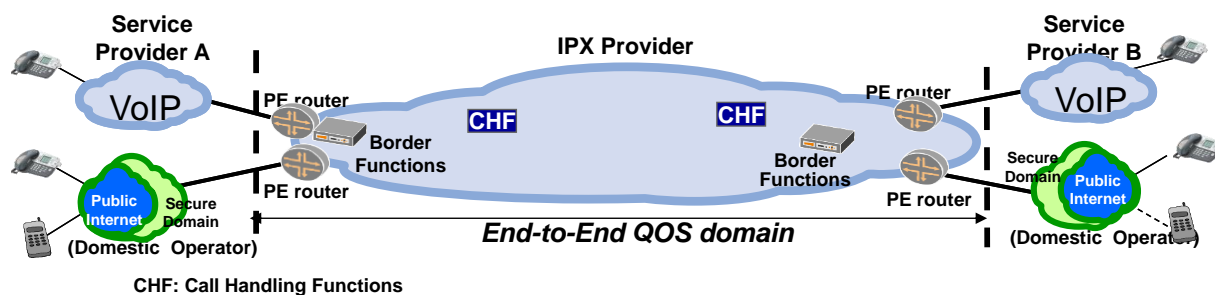 Service
Provider A
IPX Provider
Service
Provider B
VoIP
PE router
CHF
CHF
PE router
VoIP
Border
Functions
Border
Functions
PE router
PE router
Public
Internet
Secure
Domain
Secure
Domain
Public
Internet
(Domestic Operator)
End-to-End QOS domain
(Domestic Operator)
CHF: Call Handling Functions